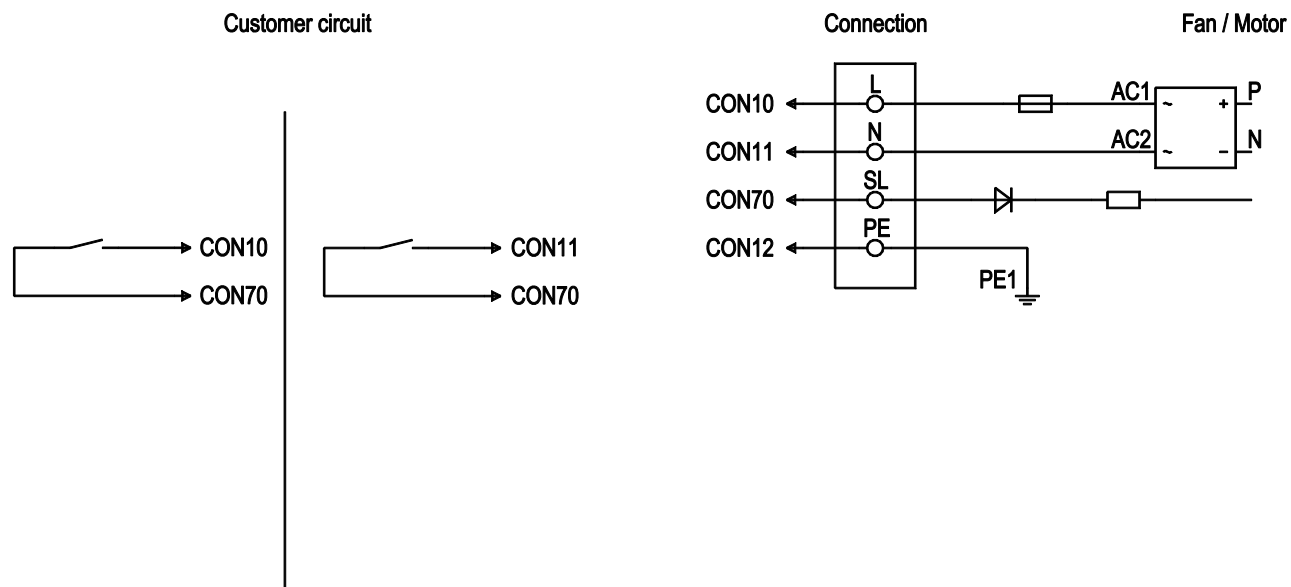 Customer circuit
Connection
Fan / Motor
CON10
L
AC1
~
+
P
CON11
N
AC2
~
−
N
CON70
SL
CON12
PE
PE1
CON10
CON70
CON11
CON70